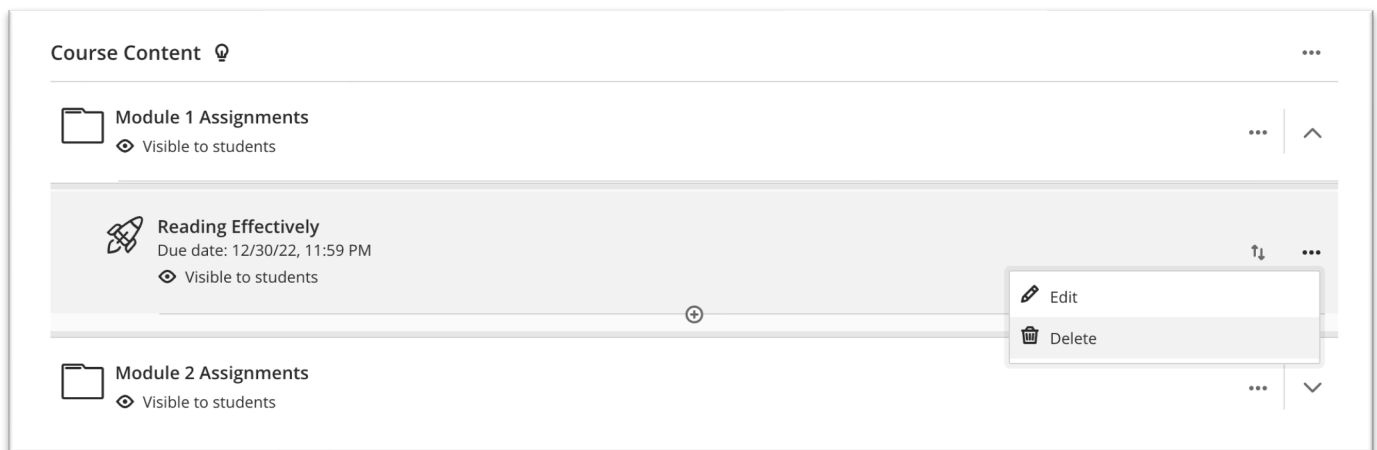 Course Content
Module 1 Assignments
Visible to students
Reading Effectively
Due date: 12/30/22, 11:59 PM
Visible to students
Edit
Delete
Module 2 Assignments
Visible to students